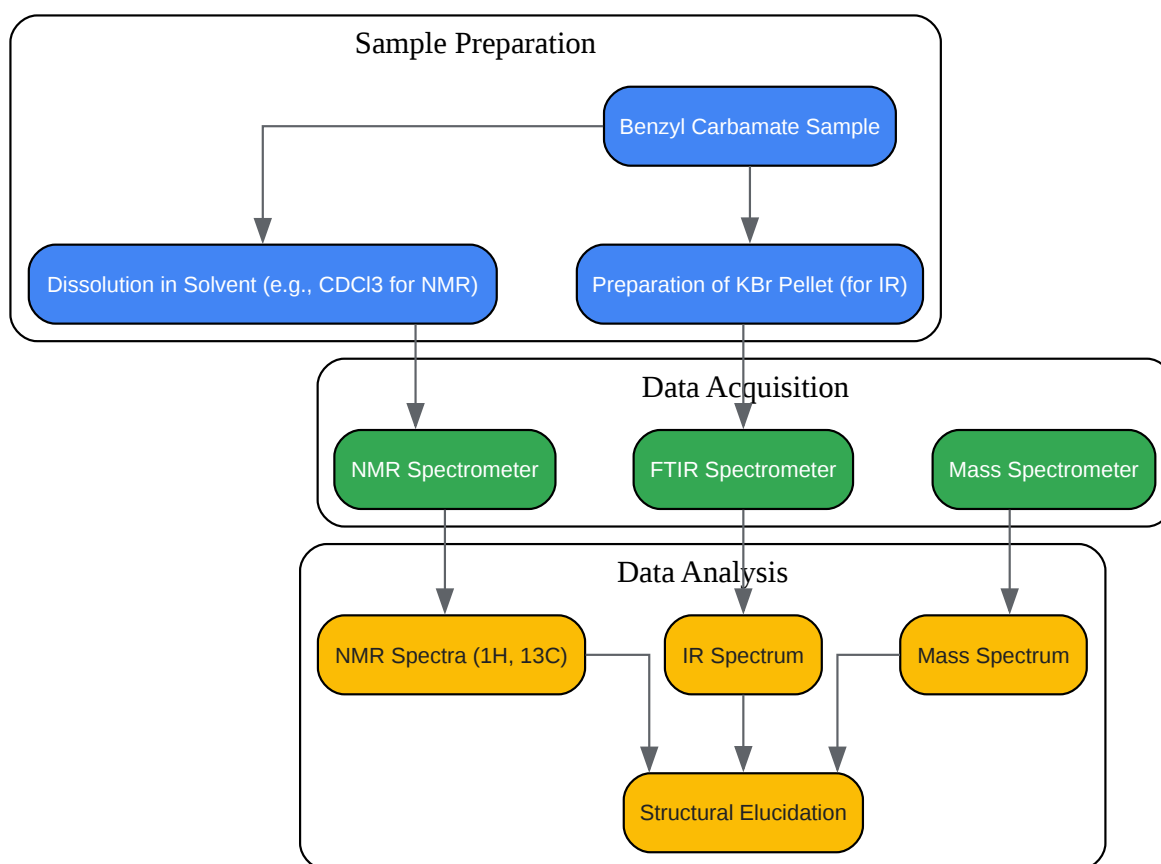 Sample Preparation
Benzyl Carbamate Sample
Dissolution in Solvent (e.g., CDCl3 for NMR)
Preparation of KBr Pellet (for IR)
Data Acquisition
NMR Spectrometer
FTIR Spectrometer
Mass Spectrometer
Data Analysis
NMR Spectra (1H, 13C)
IR Spectrum
Mass Spectrum
Structural Elucidation